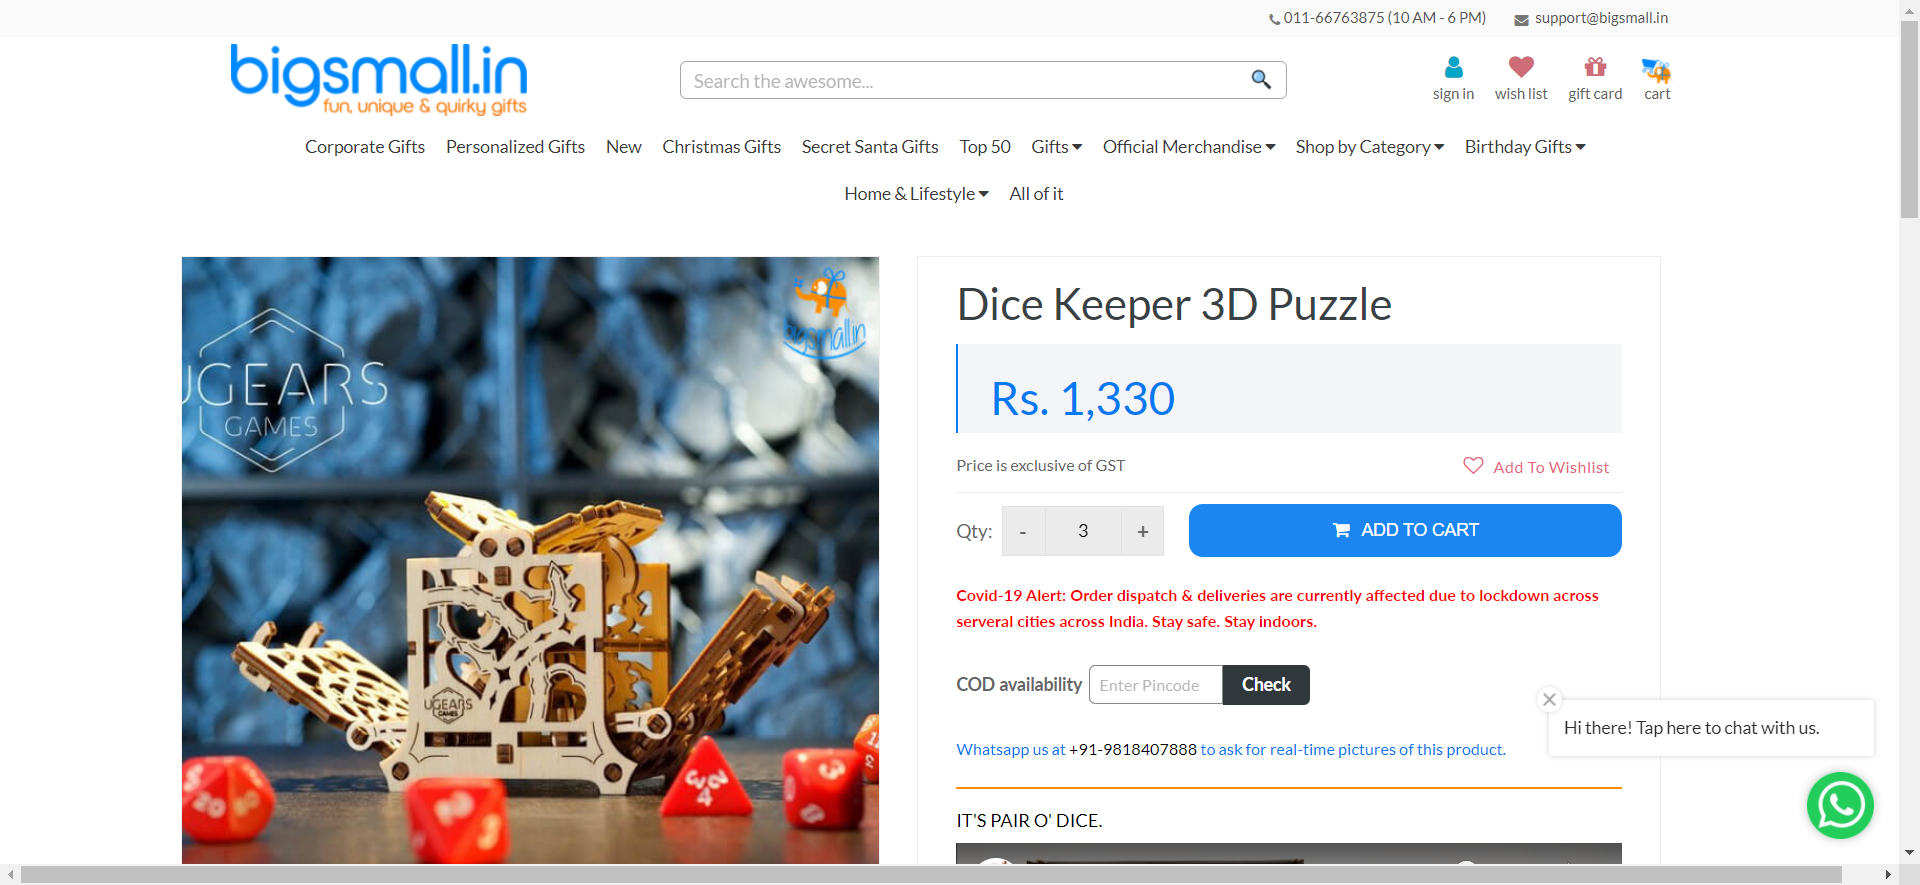 011-66763875 (10 AM - 6 PM) support@bigsmall.in
bigsmall.in
fun, unique & quirky gifts
Search the awesome...
sign in wish list gift card cart
Corporate Gifts Personalized Gifts New Christmas Gifts Secret Santa Gifts Top 50 Gifts Official Merchandise Shop by Category Birthday Gifts
Home & Lifestyle All of it
bigsmall.in
UGEARS
GAMES
UGEARS
GAMES
Dice Keeper 3D Puzzle
Rs. 1,330
Price is exclusive of GST
Add To Wishlist
Qty: - 3 + ADD TO CART
Covid-19 Alert: Order dispatch & deliveries are currently affected due to lockdown across
serveral cities across India. Stay safe. Stay indoors.
COD availability Enter Pincode Check
Hi there! Tap here to chat with us.
Whatsapp us at +91-9818407888 to ask for real-time pictures of this product.
IT'S PAIR O' DICE.